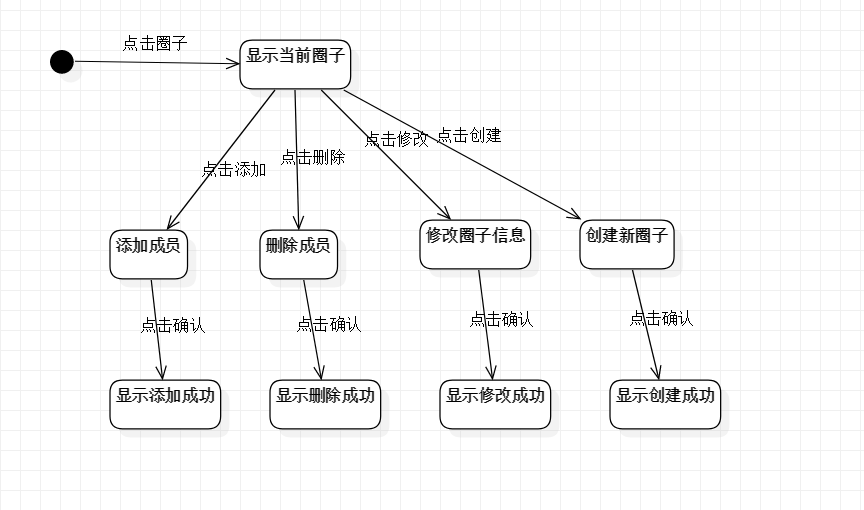 点击圈子
显示当前圈子
点击添加
点击删除
点击修改
点击创建
添加成员
删除成员
修改圈子信息
创建新圈子
点击确认
点击确认
点击确认
点击确认
显示添加成功
显示删除成功
显示修改成功
显示创建成功